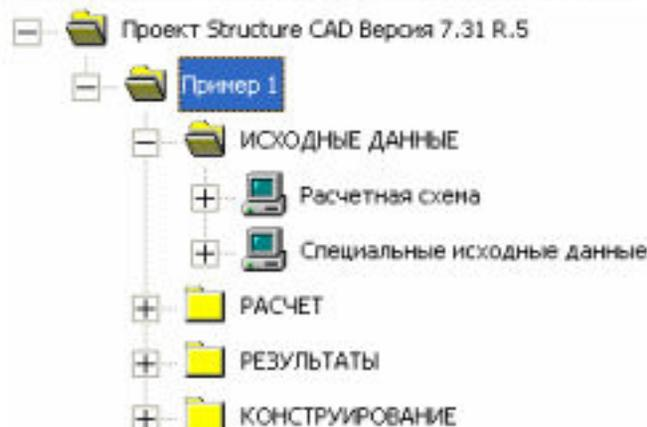 Проект Structure CAD Версия 7.31 R.5
Пример 1
ИСХОДНЫЕ ДАННЫЕ
Расчетная схема
Специальные исходные данные
РАСЧЕТ
РЕЗУЛЬТАТЫ
КОНСТРУИРОВАНИЕ